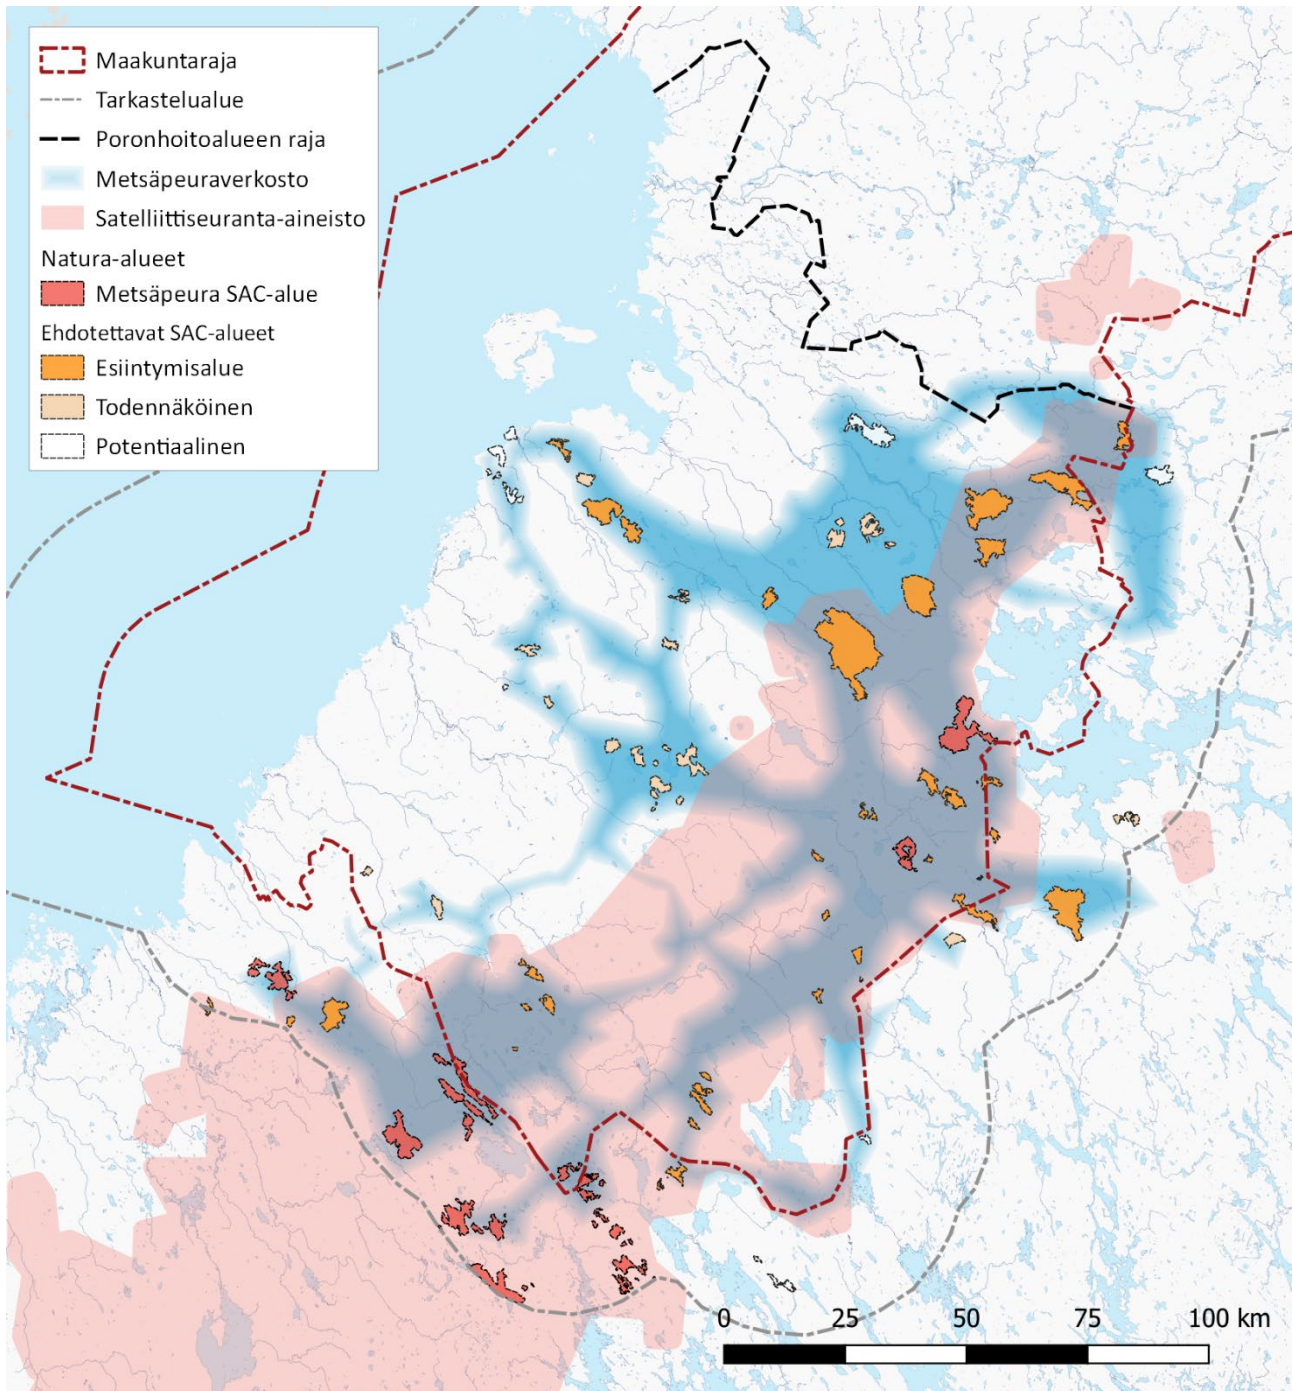 Maakuntaraja
Tarkastelualue
Poronhoitoalueen raja
Metsäpeuraverkosto
Satelliittiseuranta-aineisto
Natura-alueet
Metsäpeura SAC-alue
Ehdotettavat SAC-alueet
Esiintymisalue
Todennäköinen
Potentiaalinen
0 25 50 75 100 km